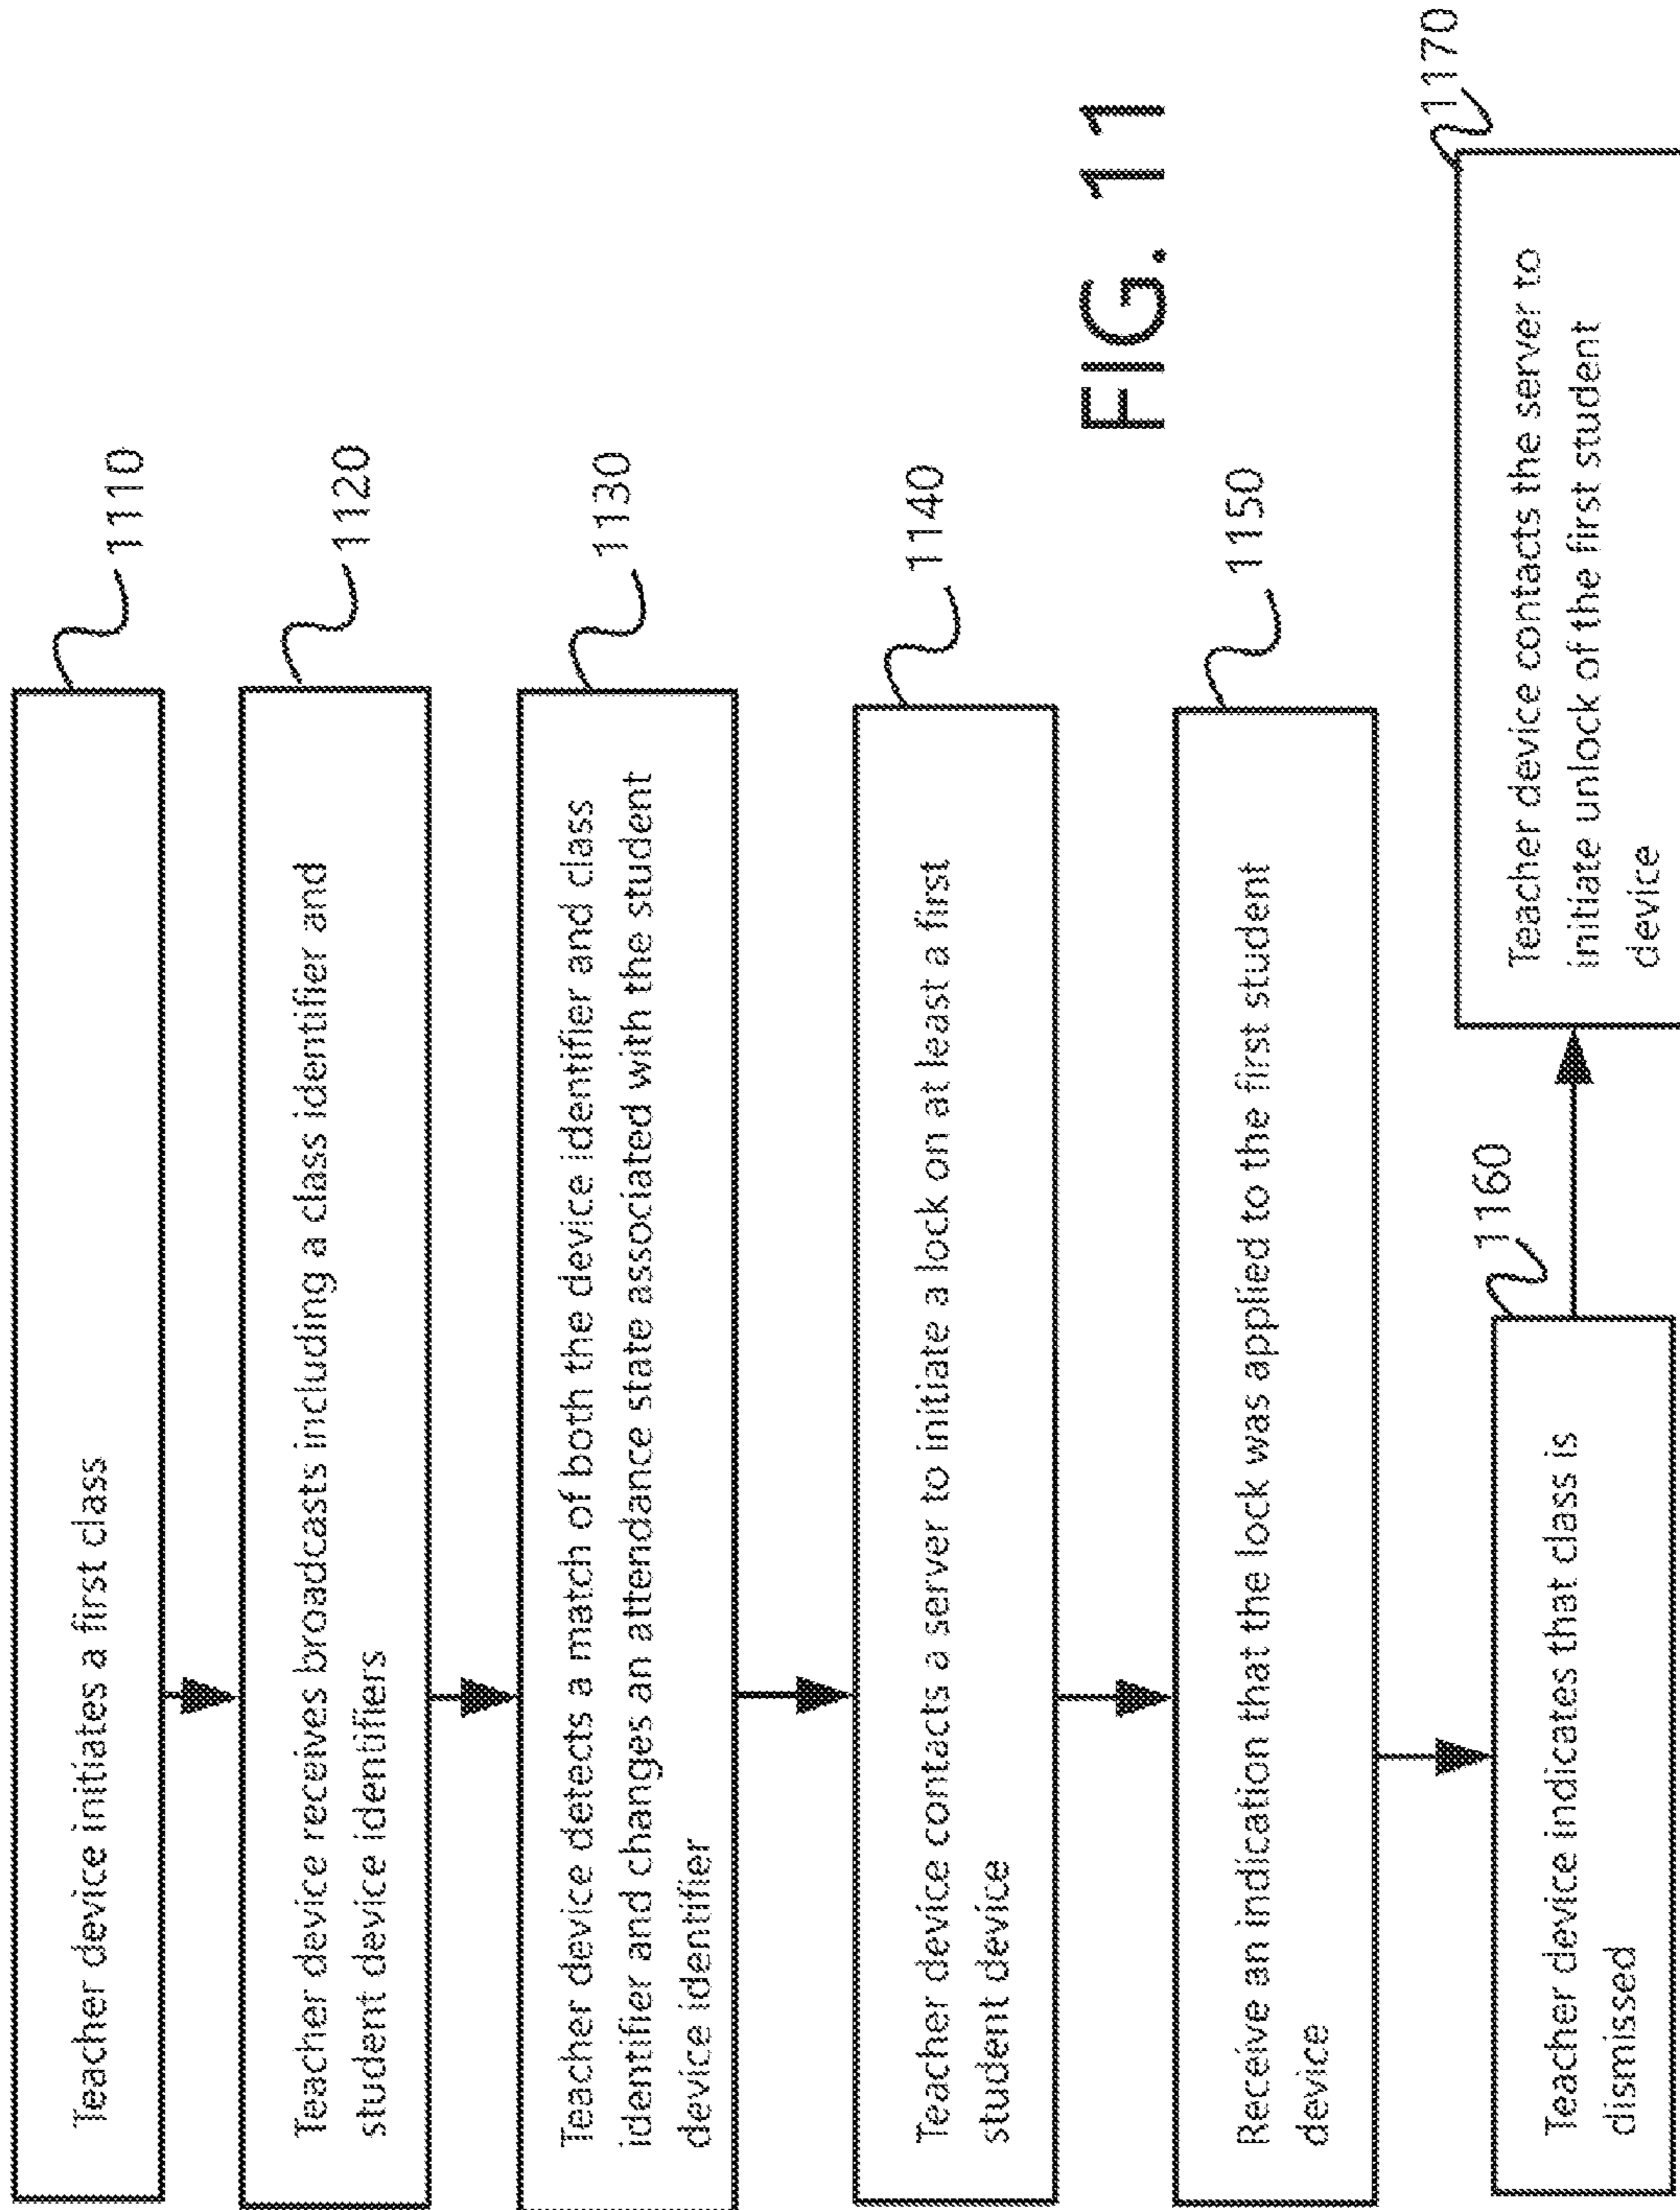 Teacher device initiates a first class
1110
Teacher device receives broadcasts including a class identifier and
student device identifiers
1120
Teacher device detects a match of both the device identifier and class
identifier and changes an attendance state associated with the student
device identifier
1130
Teacher device contacts a server to initiate a lock on at least a first
student device
1140
Receive an indication that the lock was applied to the first student
device
1150
Teacher device indicates that class is
dismissed
1160
Teacher device contacts the server to
initiate unlock of the first student
device
1170
FIG. 11